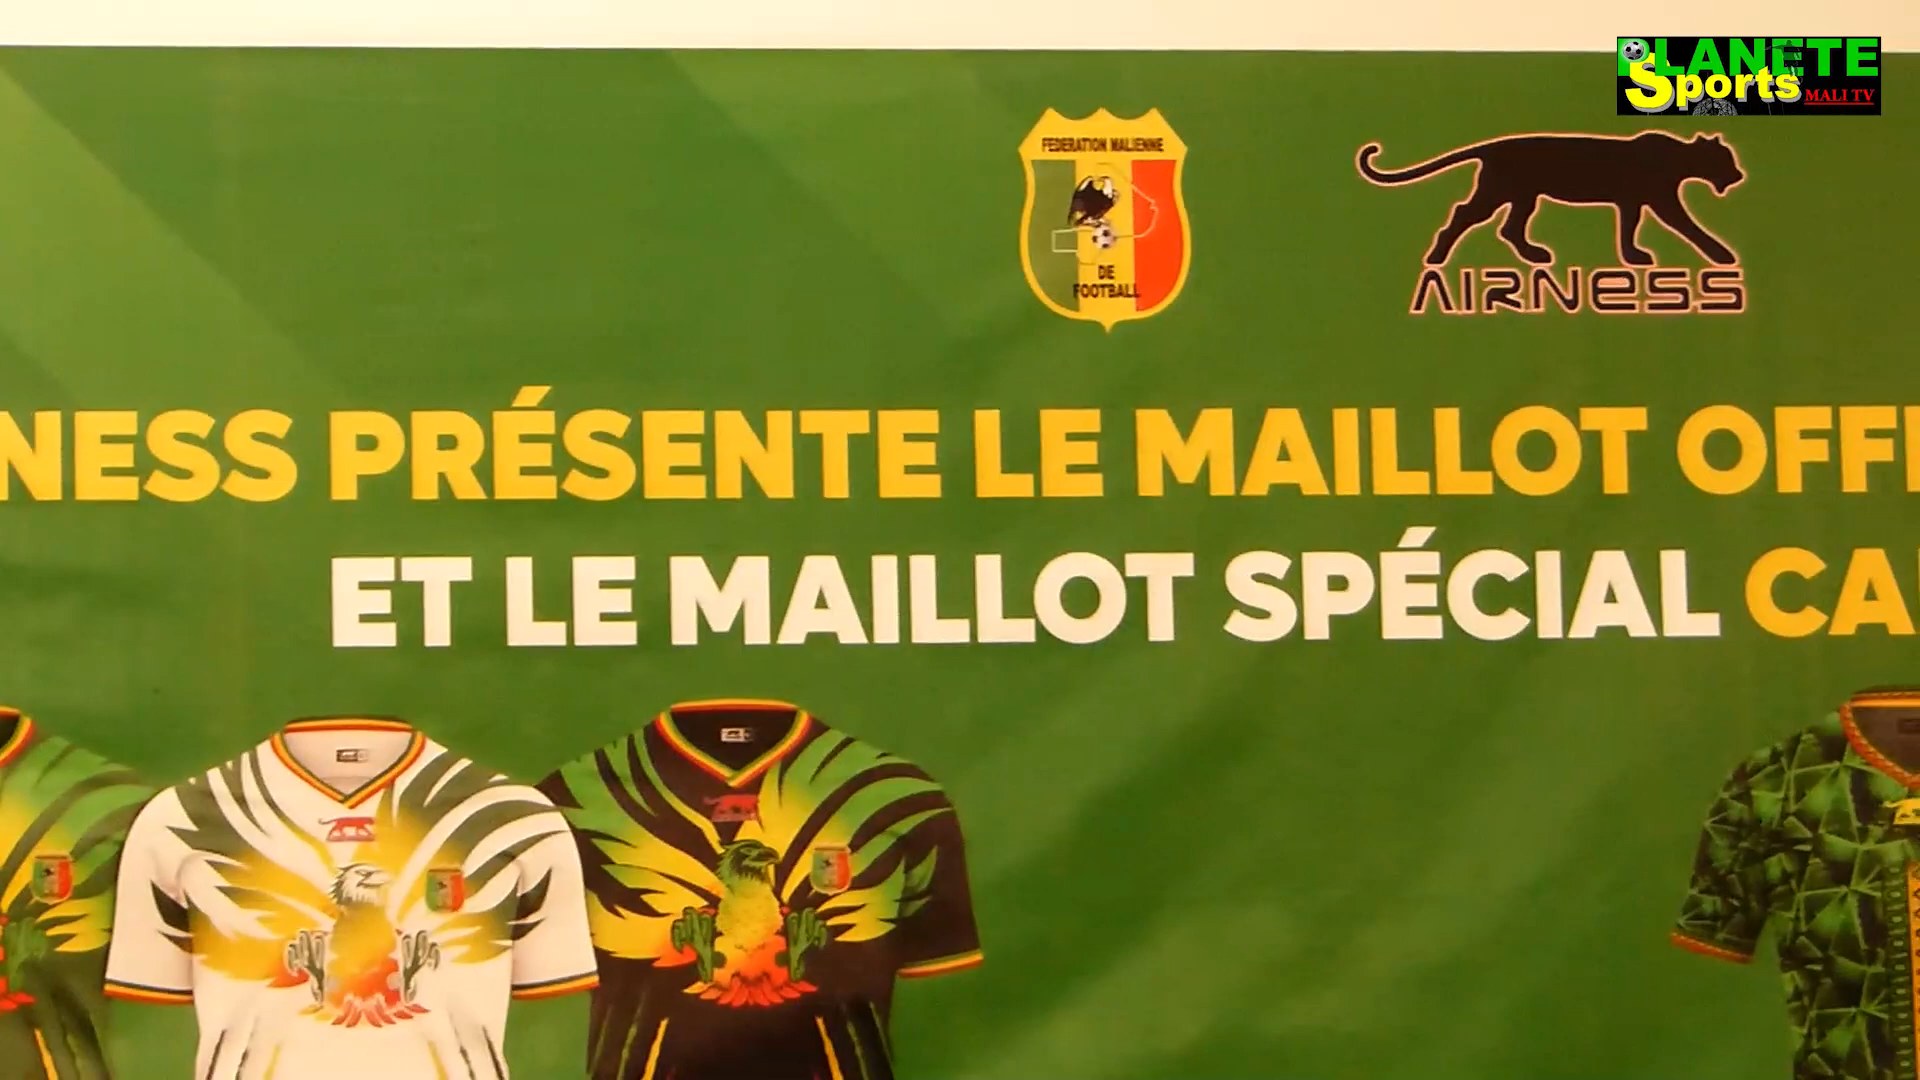 PLANETE
Sports
MALI TV
FEDERATION MALIENNE
DE
FOOTBALL
AIRNESS
NESS PRÉSENTE LE MAILLOT OFFI
ET LE MAILLOT SPÉCIAL CA